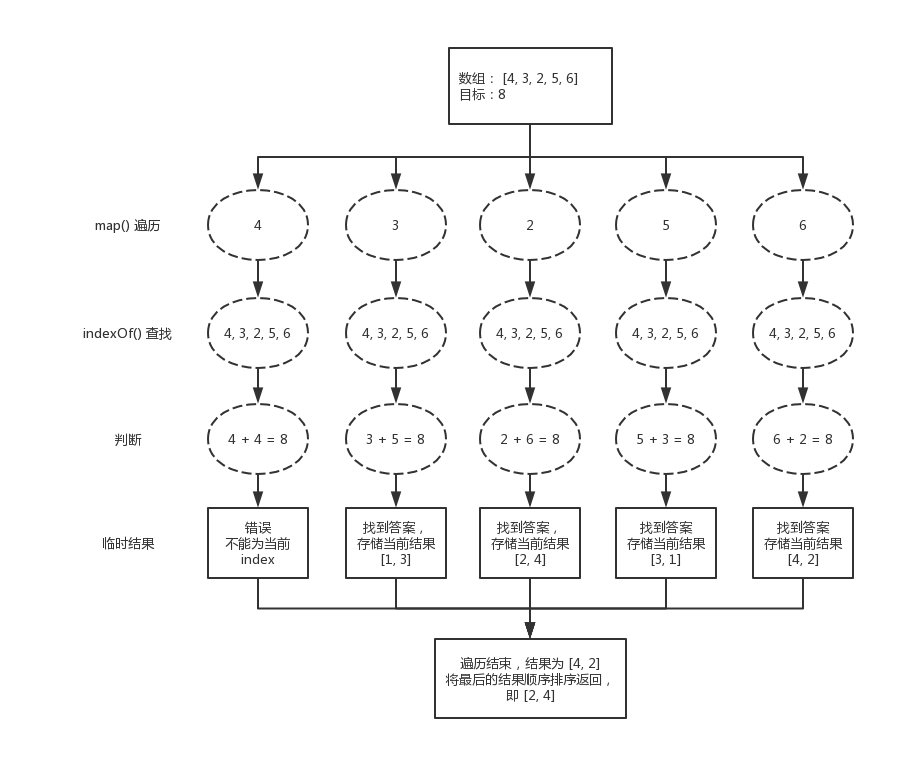 数组： [4, 3, 2, 5, 6]
目标：8
map() 遍历
4
3
2
5
6
indexOf() 查找
4, 3, 2, 5, 6
4, 3, 2, 5, 6
4, 3, 2, 5, 6
4, 3, 2, 5, 6
4, 3, 2, 5, 6
判断
4 + 4 = 8
3 + 5 = 8
2 + 6 = 8
5 + 3 = 8
6 + 2 = 8
临时结果
错误
不能为当前
index
找到答案，
存储当前结果
[1, 3]
找到答案，
存储当前结果
[2, 4]
找到答案
存储当前结果
[3, 1]
找到答案
存储当前结果
[4, 2]
遍历结束，结果为 [4, 2]
将最后的结果顺序排序返回，
即 [2, 4]